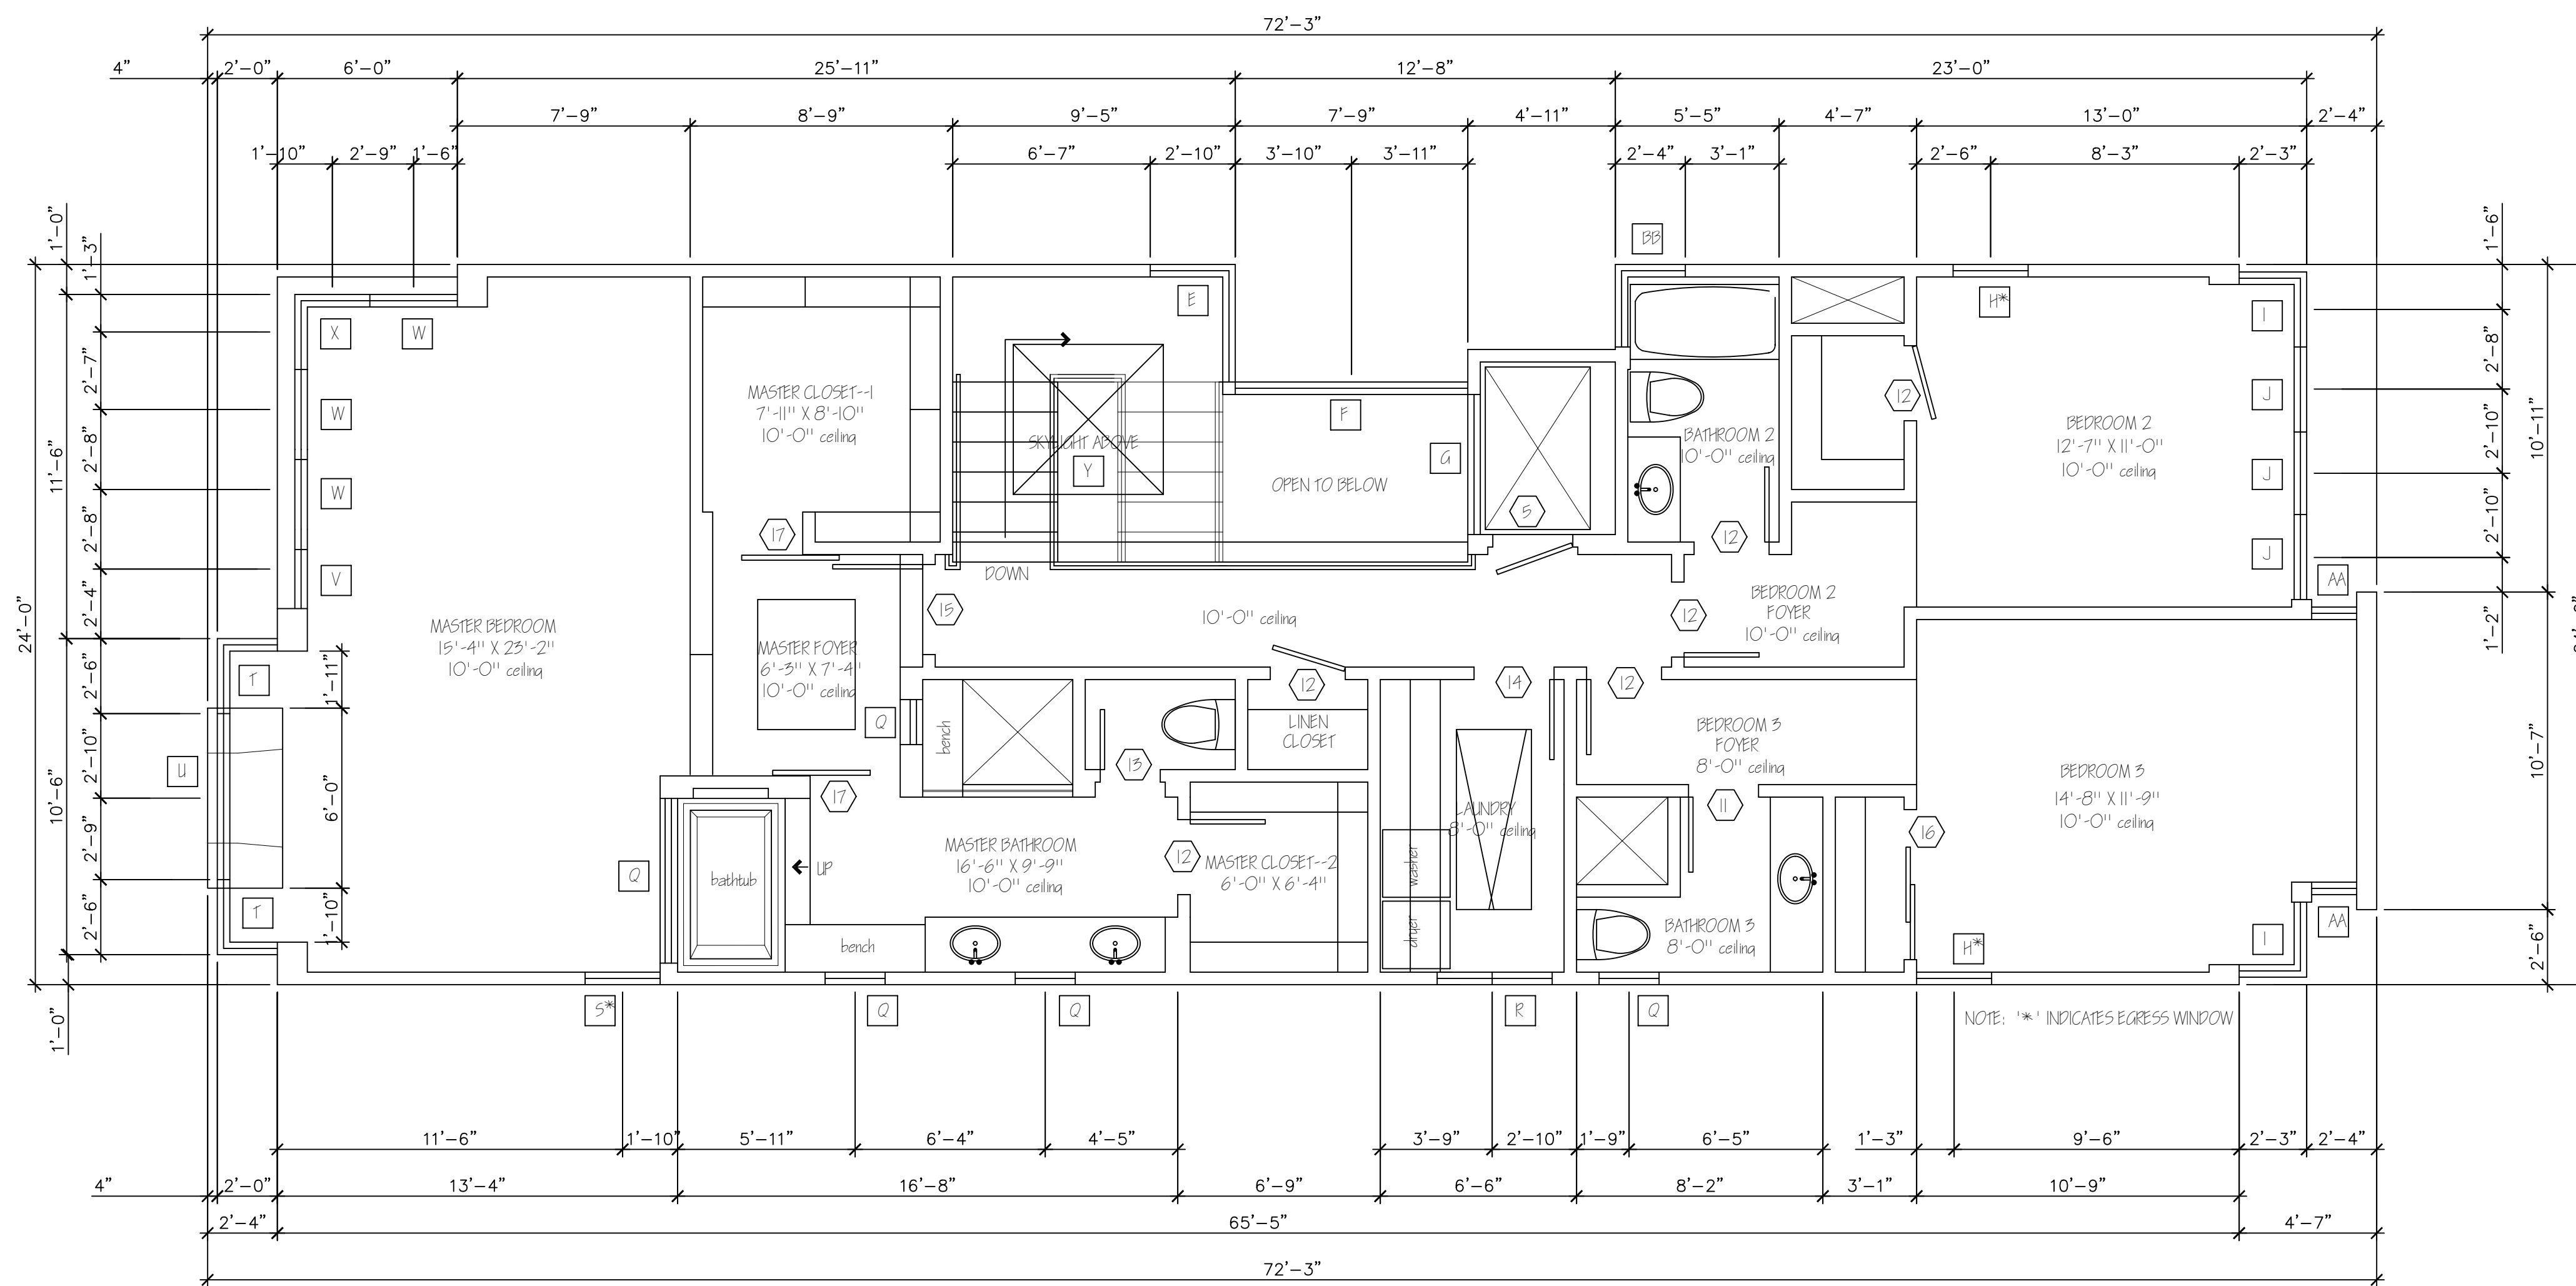 72'-3"
4" 2'-0" 6'-0" 25'-11" 12'-8" 23'-0"
7'-9" 8'-9" 9'-5" 7'-9" 4'-11" 5'-5" 4'-7" 13'-0" 2'-4"
1'-10" 2'-9" 1'-6" 6'-7" 2'-10" 3'-10" 3'-11" 2'-4" 3'-1" 2'-6" 8'-3" 2'-3"
24'-0"
1'-0"
11'-6"
10'-6"
1'-0"
1'-3"
2'-7"
2'-8"
2'-8"
2'-4"
2'-6"
2'-10"
2'-9"
2'-6"
1'-11"
6'-0"
1'-10"
X W
W
W
V
T
U
T
MASTER BEDROOM
15'-4" X 23'-2"
10'-0" ceiling
Q
S*
MASTER CLOSET--1
7'-11" X 8'-10"
10'-0" ceiling
17
MASTER FOYER
6'-3" X 7'-4"
10'-0" ceiling
15
Q
17
bathtub
UP
bench
bench
MASTER BATHROOM
16'-6" X 9'-9"
10'-0" ceiling
13
12
MASTER CLOSET--2
6'-0" X 6'-4"
Q
Q
E
SKYLIGHT ABOVE
Y
DOWN
F
G
OPEN TO BELOW
10'-0" ceiling
5
12
LINEN
CLOSET
14
LAUNDRY
8'-0" ceiling
washer
dryer
R
BB
BATHROOM 2
10'-0" ceiling
12
12
12
BEDROOM 2
FOYER
10'-0" ceiling
12
BEDROOM 3
FOYER
8'-0" ceiling
11
BATHROOM 3
8'-0" ceiling
Q
16
H*
BEDROOM 2
12'-7" X 11'-0"
10'-0" ceiling
I
J
J
J
AA
BEDROOM 3
14'-8" X 11'-9"
10'-0" ceiling
H*
I
AA
NOTE: '*' INDICATES EGRESS WINDOW
1'-6"
2'-8"
2'-10"
2'-10"
1'-2"
10'-11"
10'-7"
2'-6"
11'-6" 1'-10" 5'-11" 6'-4" 4'-5" 3'-9" 2'-10" 1'-9" 6'-5" 1'-3" 9'-6" 2'-3" 2'-4"
4" 2'-0" 13'-4" 16'-8" 6'-9" 6'-6" 8'-2" 3'-1" 10'-9"
2'-4" 65'-5" 4'-7"
72'-3"